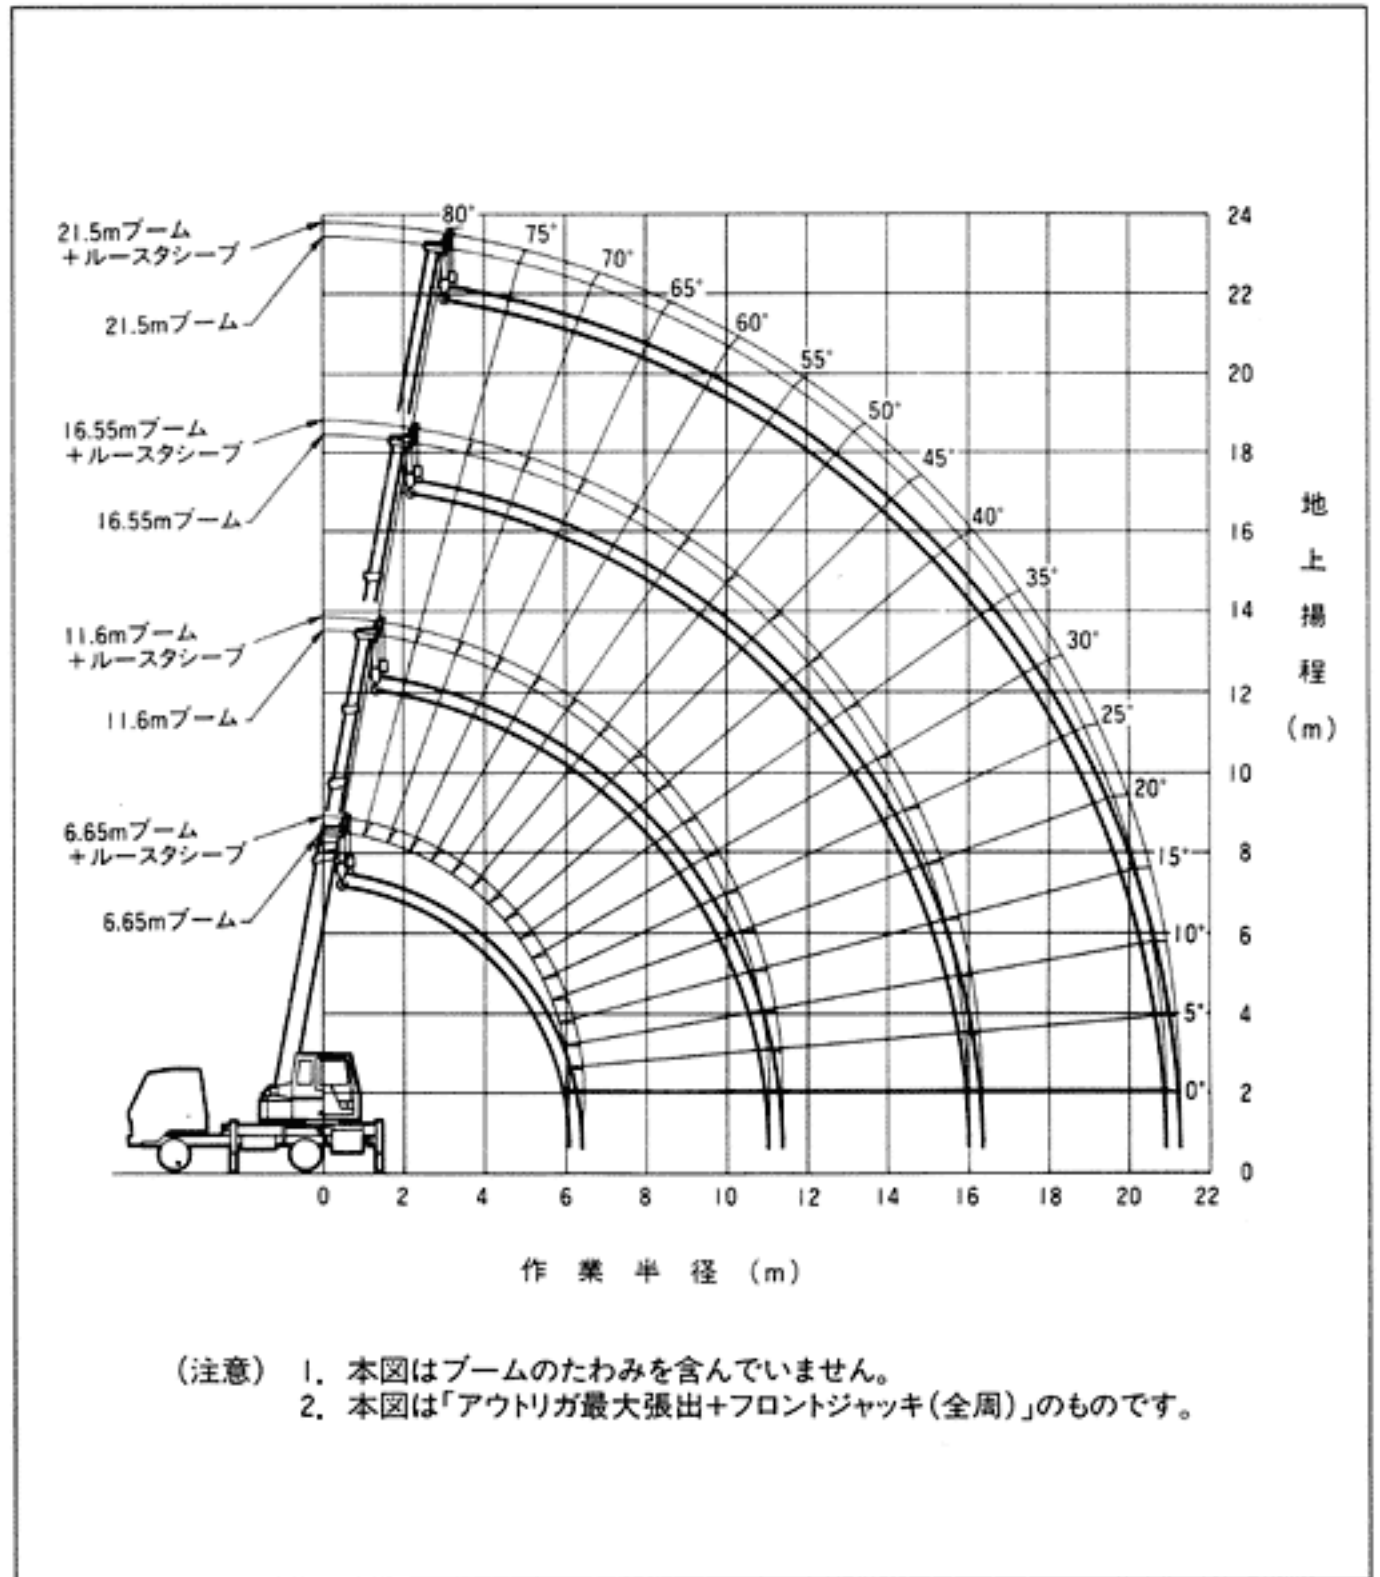 21.5mブーム
+ルースタシーブ
21.5mブーム
16.55mブーム
+ルースタシーブ
16.55mブーム
11.6mブーム
+ルースタシーブ
11.6mブーム
6.65mブーム
+ルースタシーブ
6.65mブーム
80°
75°
70°
65°
60°
55°
50°
45°
40°
35°
30°
25°
20°
15°
10°
5°
0°
24
22
20
18
16
14
12
10
8
6
4
2
0
地上揚程(m)
0 2 4 6 8 10 12 14 16 18 20 22
作業半径(m)
(注意) 1. 本図はブームのたわみを含んでいません。
2. 本図は「アウトリガ最大張出+フロントジャッキ(全周)」のものです。